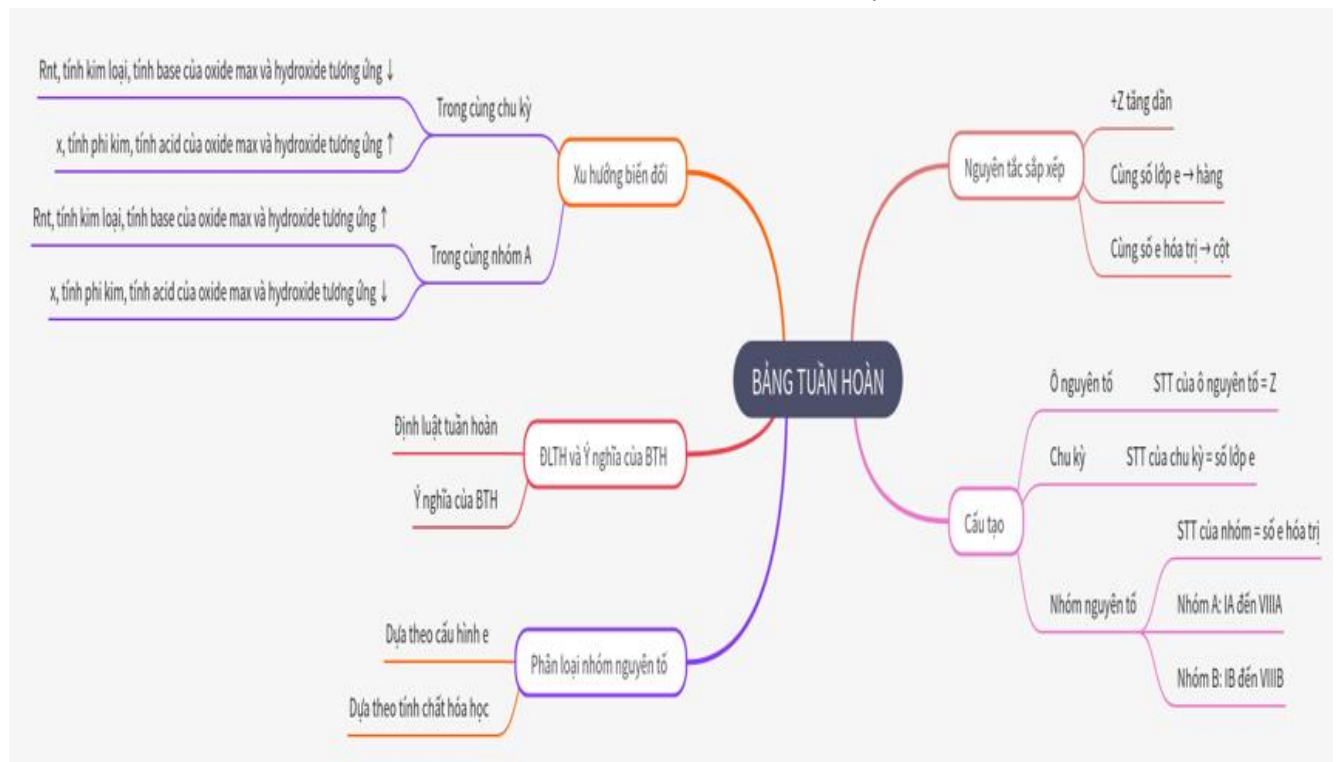 BẢNG TUẦN HOÀN
Nguyên tắc sắp xếp
+Z tăng dần
Cùng số lớp e → hàng
Cùng số e hóa trị → cột
Cấu tạo
Ô nguyên tố
STT của ô nguyên tố = Z
Chu kỳ
STT của chu kỳ = số lớp e
Nhóm nguyên tố
STT của nhóm = số e hóa trị
Nhóm A: IA đến VIIIA
Nhóm B: IB đến VIIIB
Xu hướng biến đổi
Trong cùng chu kỳ
Rnt, tính kim loại, tính base của oxide max và hydroxide tương ứng ↓
x, tính phi kim, tính acid của oxide max và hydroxide tương ứng ↑
Trong cùng nhóm A
Rnt, tính kim loại, tính base của oxide max và hydroxide tương ứng ↑
x, tính phi kim, tính acid của oxide max và hydroxide tương ứng ↓
ĐLTH và Ý nghĩa của BTH
Định luật tuần hoàn
Ý nghĩa của BTH
Phân loại nhóm nguyên tố
Dựa theo cấu hình e
Dựa theo tính chất hóa học